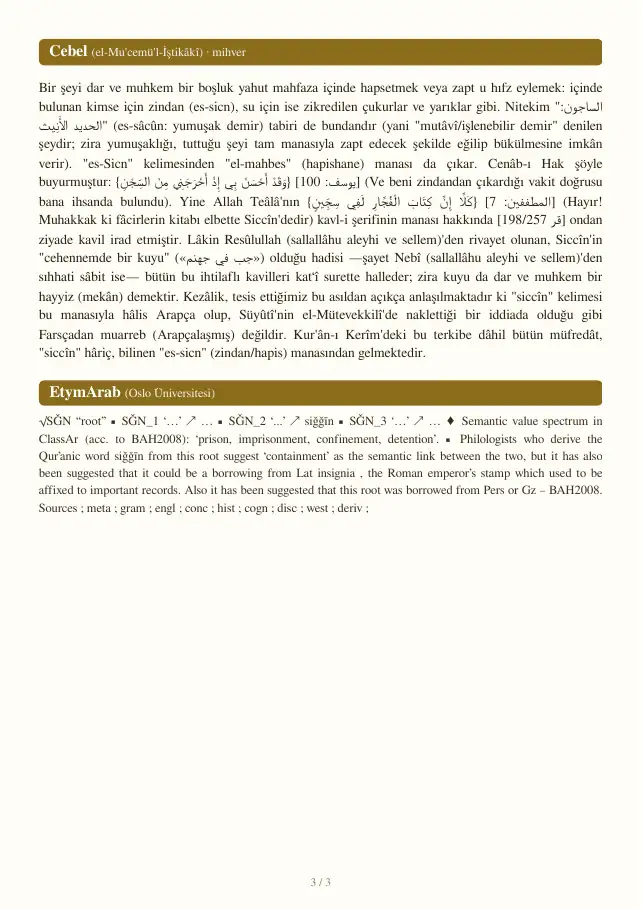 Cebel (el-Mu'cemü'l-İştikâkî) · mihver
Bir şeyi dar ve muhkem bir boşluk yahut mahfaza içinde hapsetmek veya zapt u hıfz eylemek: içinde
bulunan kimse için zindan (es-sicn), su için ise zikredilen çukurlar ve yarıklar gibi. Nitekim "الساجون:
الحديد الأَنِيث" (es-sâcûn: yumuşak demir) tabiri de bundandır (yani "mutâvî/işlenebilir demir" denilen
şeydir; zira yumuşaklığı, tuttuğu şeyi tam manasıyla zapt edecek şekilde eğilip bükülmesine imkân
verir). "es-Sicn" kelimesinden "el-mahbes" (hapishane) manası da çıkar. Cenâb-ı Hak şöyle
buyurmuştur: {وَقَدْ أَحْسَنَ بِي إِذْ أَخْرَجَنِي مِنَ السِّجْنِ} [يوسف: 100] (Ve beni zindandan çıkardığı vakit doğrusu
bana ihsanda bulundu). Yine Allah Teâlâ'nın {كَلَّا إِنَّ كِتَابَ الْفُجَّارِ لَفِي سِجِّينٍ} [المطففين: 7] (Hayır!
Muhakkak ki fâcirlerin kitabı elbette Siccîn'dedir) kavl-i şerifinin manası hakkında [قر 198/257] ondan
ziyade kavil irad etmiştir. Lâkin Resûlullah (sallallâhu aleyhi ve sellem)'den rivayet olunan, Siccîn'in
"cehennemde bir kuyu" («جب في جهنم») olduğu hadisi —şayet Nebî (sallallâhu aleyhi ve sellem)'den
sıhhati sâbit ise— bütün bu ihtilaflı kavilleri kat‘î surette halleder; zira kuyu da dar ve muhkem bir
hayyiz (mekân) demektir. Kezâlik, tesis ettiğimiz bu asıldan açıkça anlaşılmaktadır ki "siccîn" kelimesi
bu manasıyla hâlis Arapça olup, Süyûtî'nin el-Mütevekkilî'de naklettiği bir iddiada olduğu gibi
Farsçadan muarreb (Arapçalaşmış) değildir. Kur'ân-ı Kerîm'deki bu terkibe dâhil bütün müfredât,
"siccîn" hâriç, bilinen "es-sicn" (zindan/hapis) manasından gelmektedir.
EtymArab (Oslo Üniversitesi)
√SǦN “root” ▪ SǦN_1 ‘…’ ↗ … ▪ SǦN_2 ‘...’ ↗ siǧǧīn ▪ SǦN_3 ‘…’ ↗ … ♦ Semantic value spectrum in
ClassAr (acc. to BAH2008): ‘prison, imprisonment, confinement, detention’. ▪ Philologists who derive the
Qurʾanic word siǧǧīn from this root suggest ‘containment’ as the semantic link between the two, but it has also
been suggested that it could be a borrowing from Lat insignia , the Roman emperor’s stamp which used to be
affixed to important records. Also it has been suggested that this root was borrowed from Pers or Gz – BAH2008.
Sources ; meta ; gram ; engl ; conc ; hist ; cogn ; disc ; west ; deriv ;
3 / 3